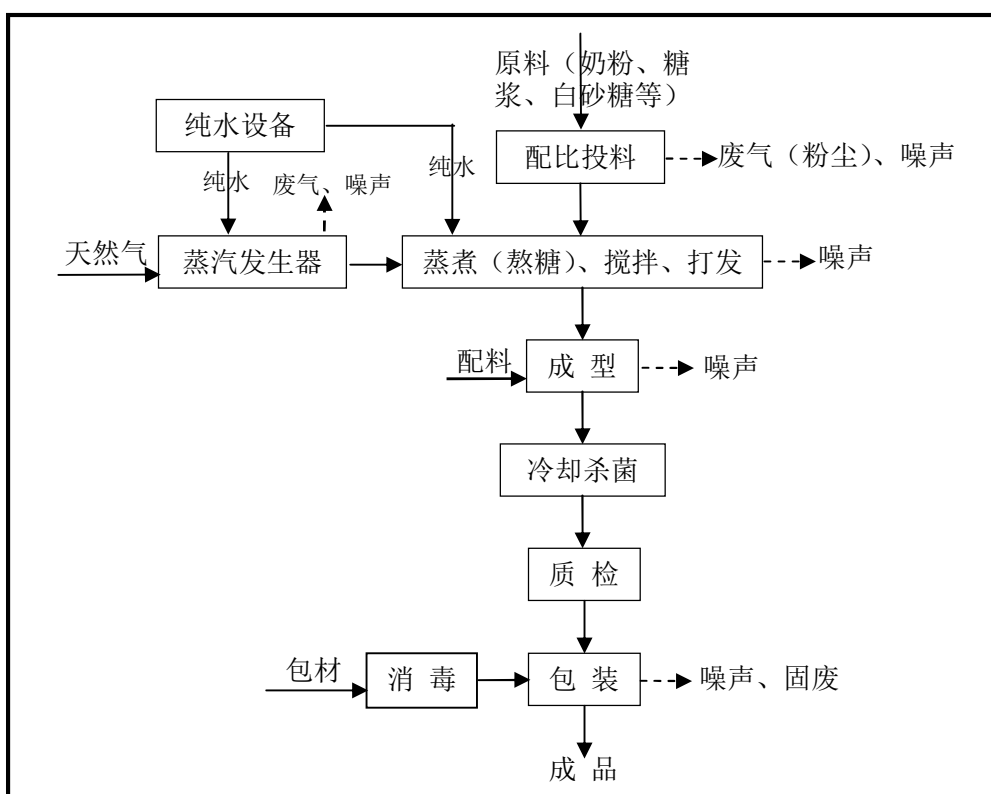 原料（奶粉、糖
浆、白砂糖等）
纯水设备
配比投料
废气（粉尘）、噪声
纯水
废气、噪声
纯水
天然气
蒸汽发生器
蒸煮（熬糖）、搅拌、打发
噪声
配料
成 型
噪声
冷却杀菌
质 检
包材
消 毒
包 装
噪声、固废
成 品